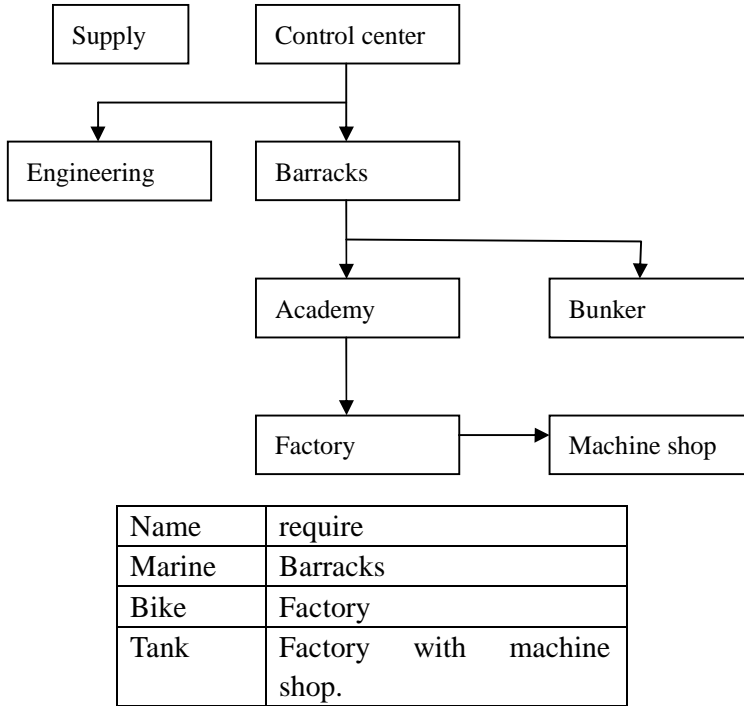 Supply
Control center
Engineering
Barracks
Academy
Bunker
Factory
Machine shop
Name require
Marine Barracks
Bike Factory
Tank Factory with machine
shop.